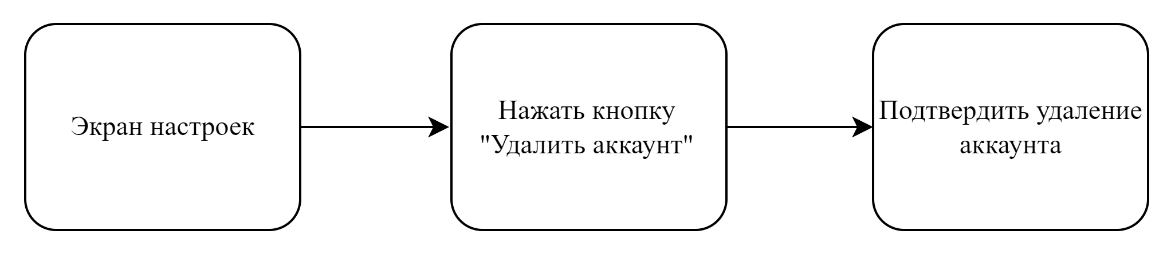 Экран настроек
Нажать кнопку
"Удалить аккаунт"
Подтвердить удаление
аккаунта